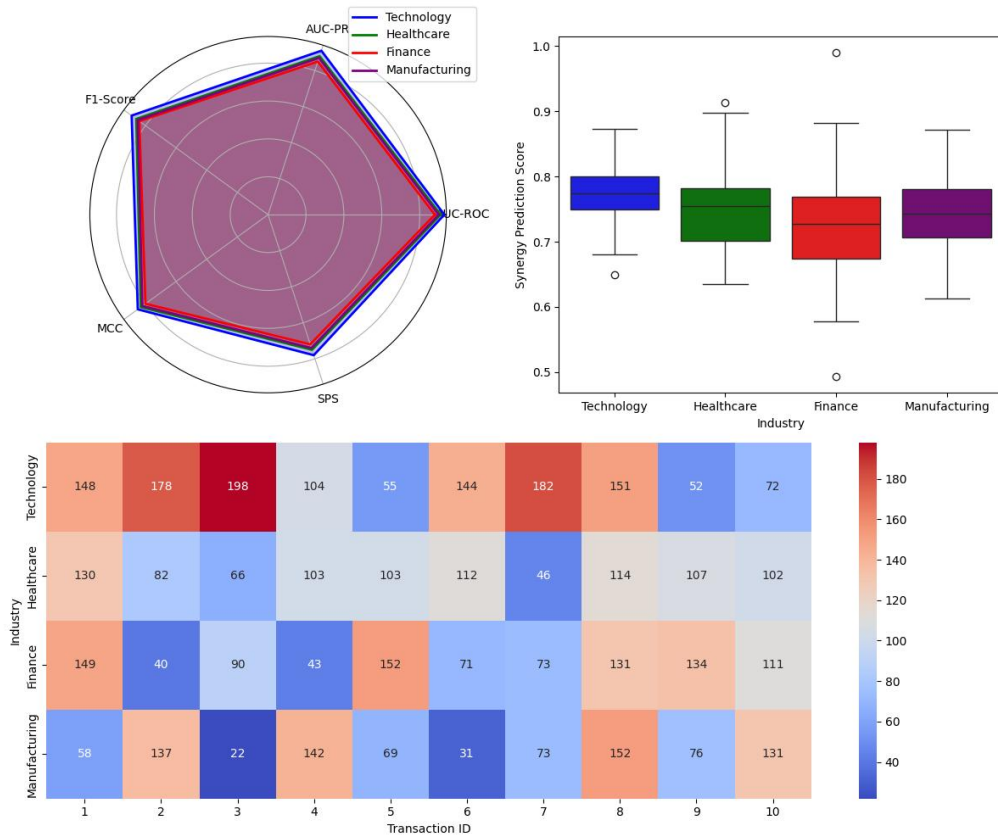 Technology
Healthcare
Finance
Manufacturing
AUC-PR
F1-Score
UC-ROC
MCC
SPS
Synergy Prediction Score
1.0
0.9
0.8
0.7
0.6
0.5
Technology Healthcare Finance Manufacturing
Industry
Industry
Technology
148 178 198 104 55 144 182 151 52 72
Healthcare
130 82 66 103 103 112 46 114 107 102
Finance
149 40 90 43 152 71 73 131 134 111
Manufacturing
58 137 22 142 69 31 73 152 76 131
1 2 3 4 5 6 7 8 9 10
Transaction ID
180
160
140
120
100
80
60
40